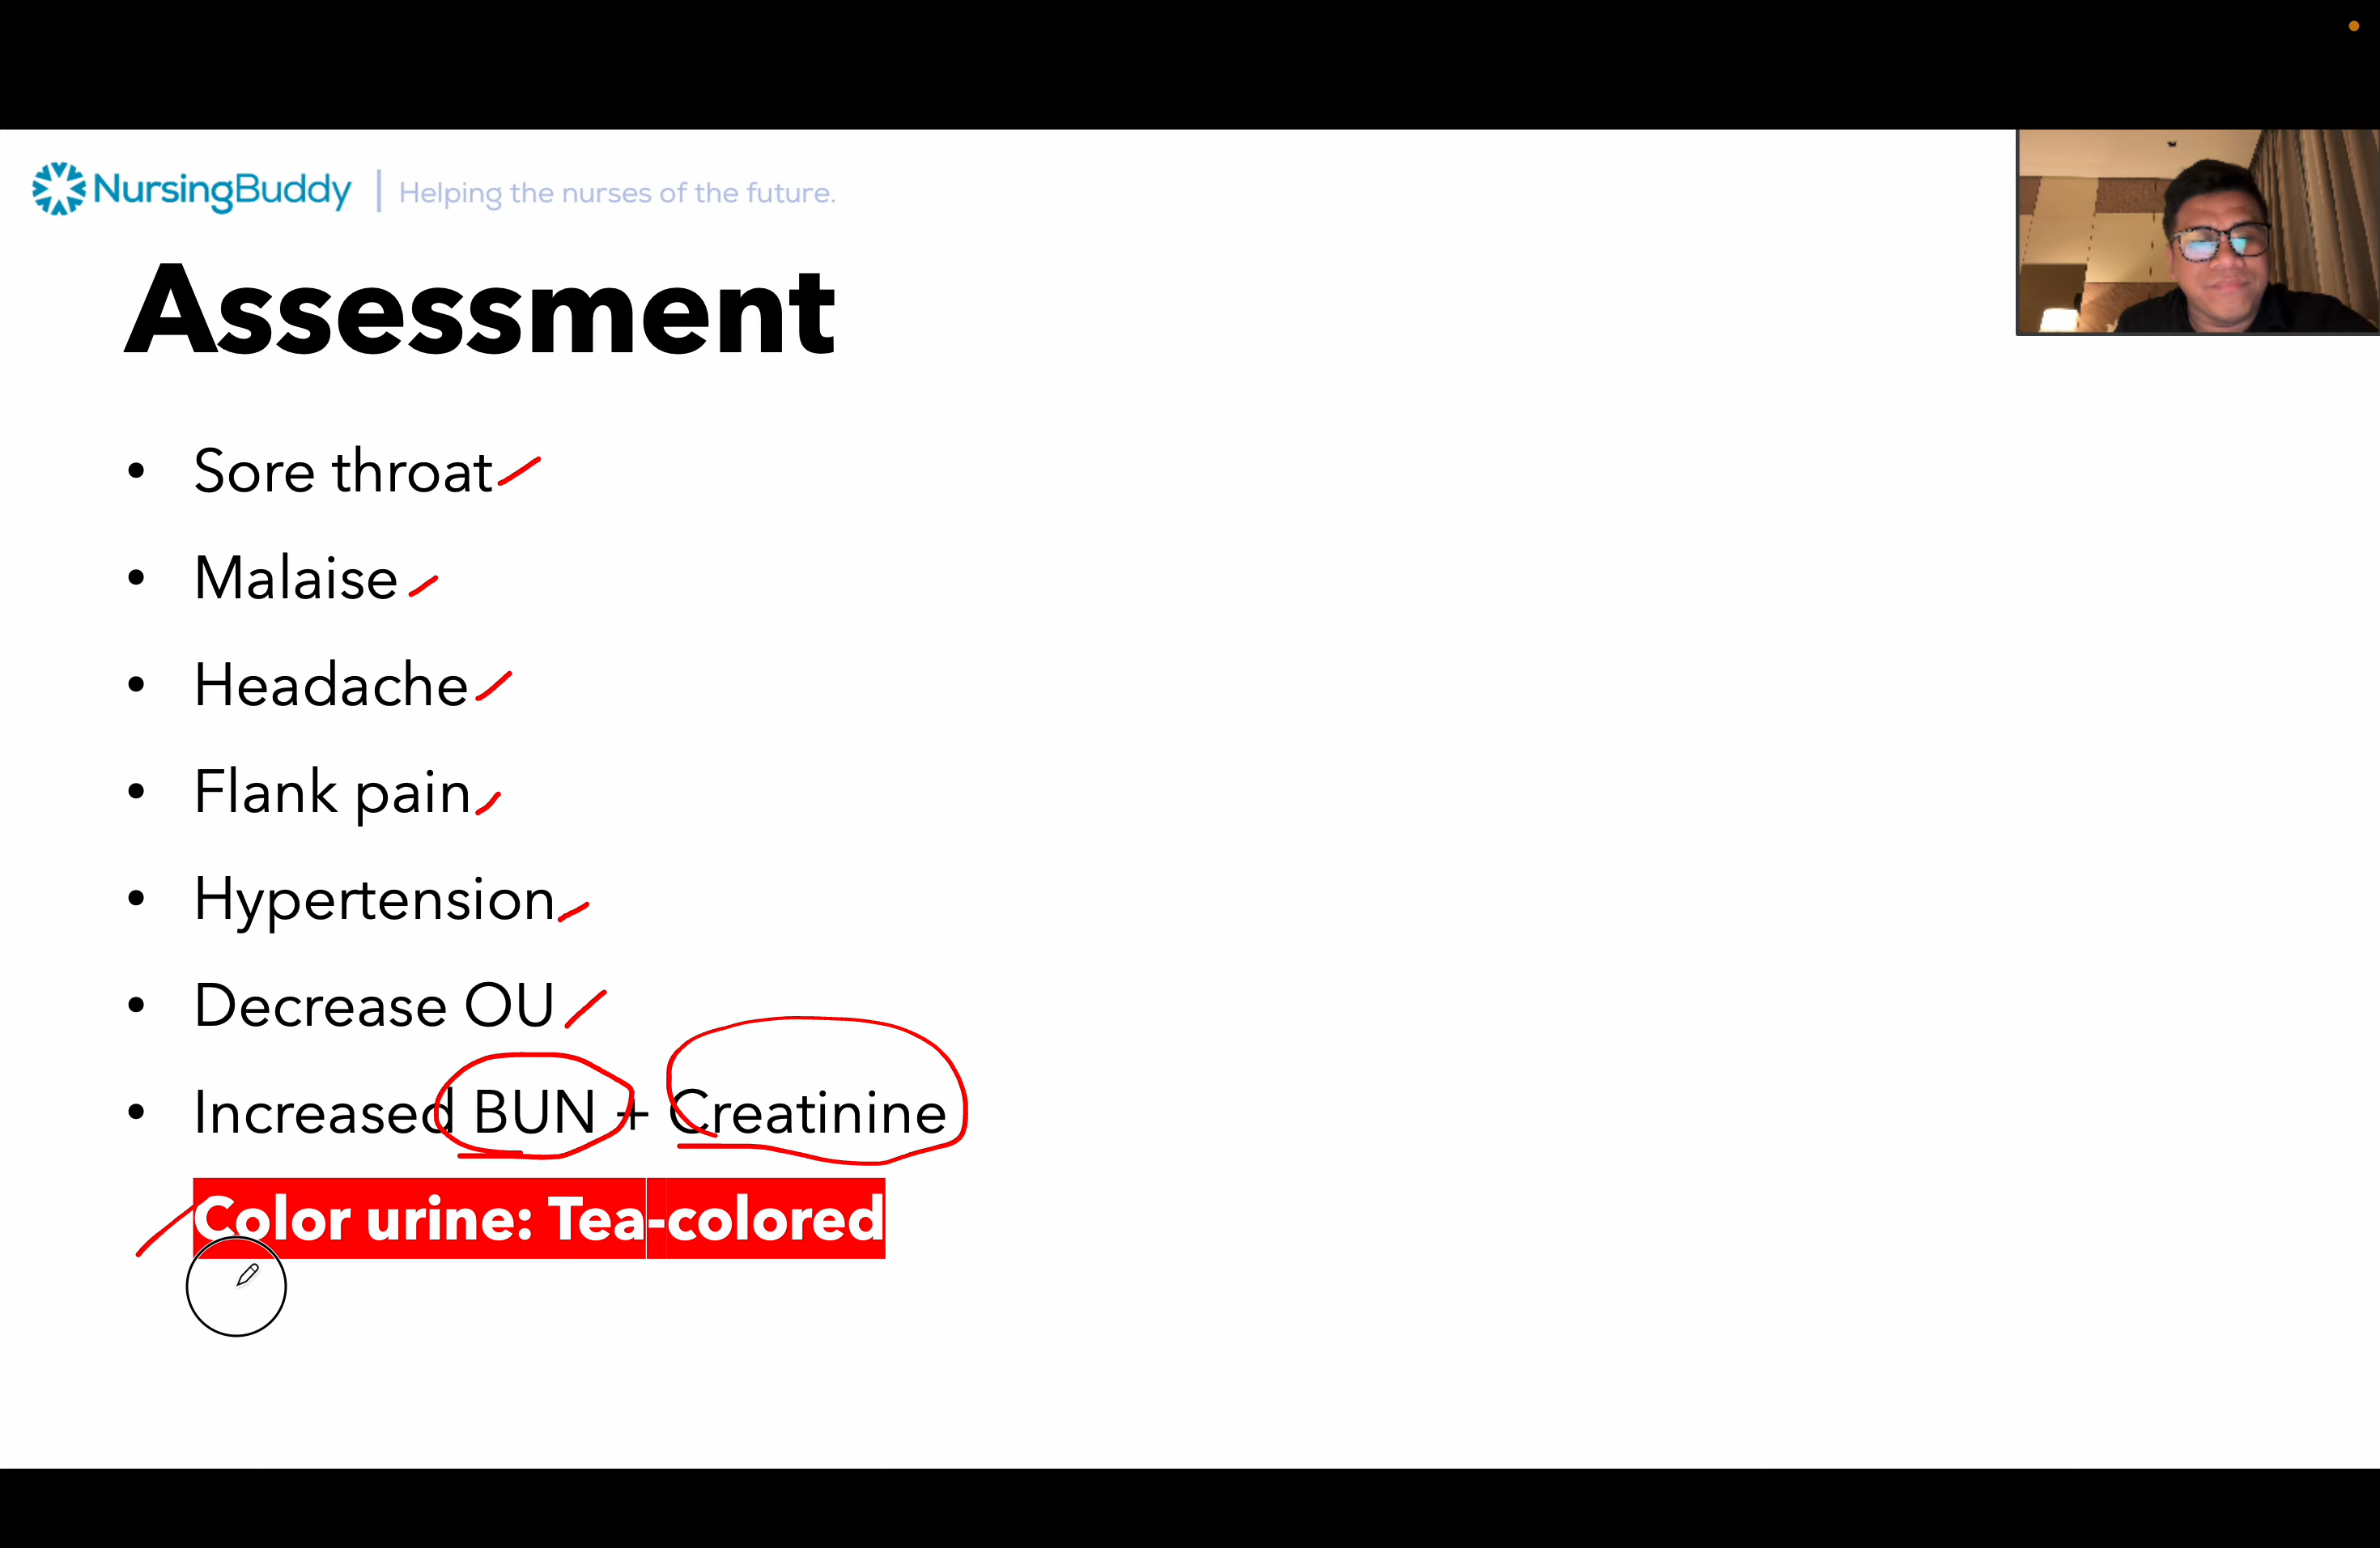 NursingBuddy | Helping the nurses of the future.
Assessment
• Sore throat
• Malaise
• Headache
• Flank pain
• Hypertension
• Decrease OU
• Increased BUN + Creatinine
Color urine: Tea-colored